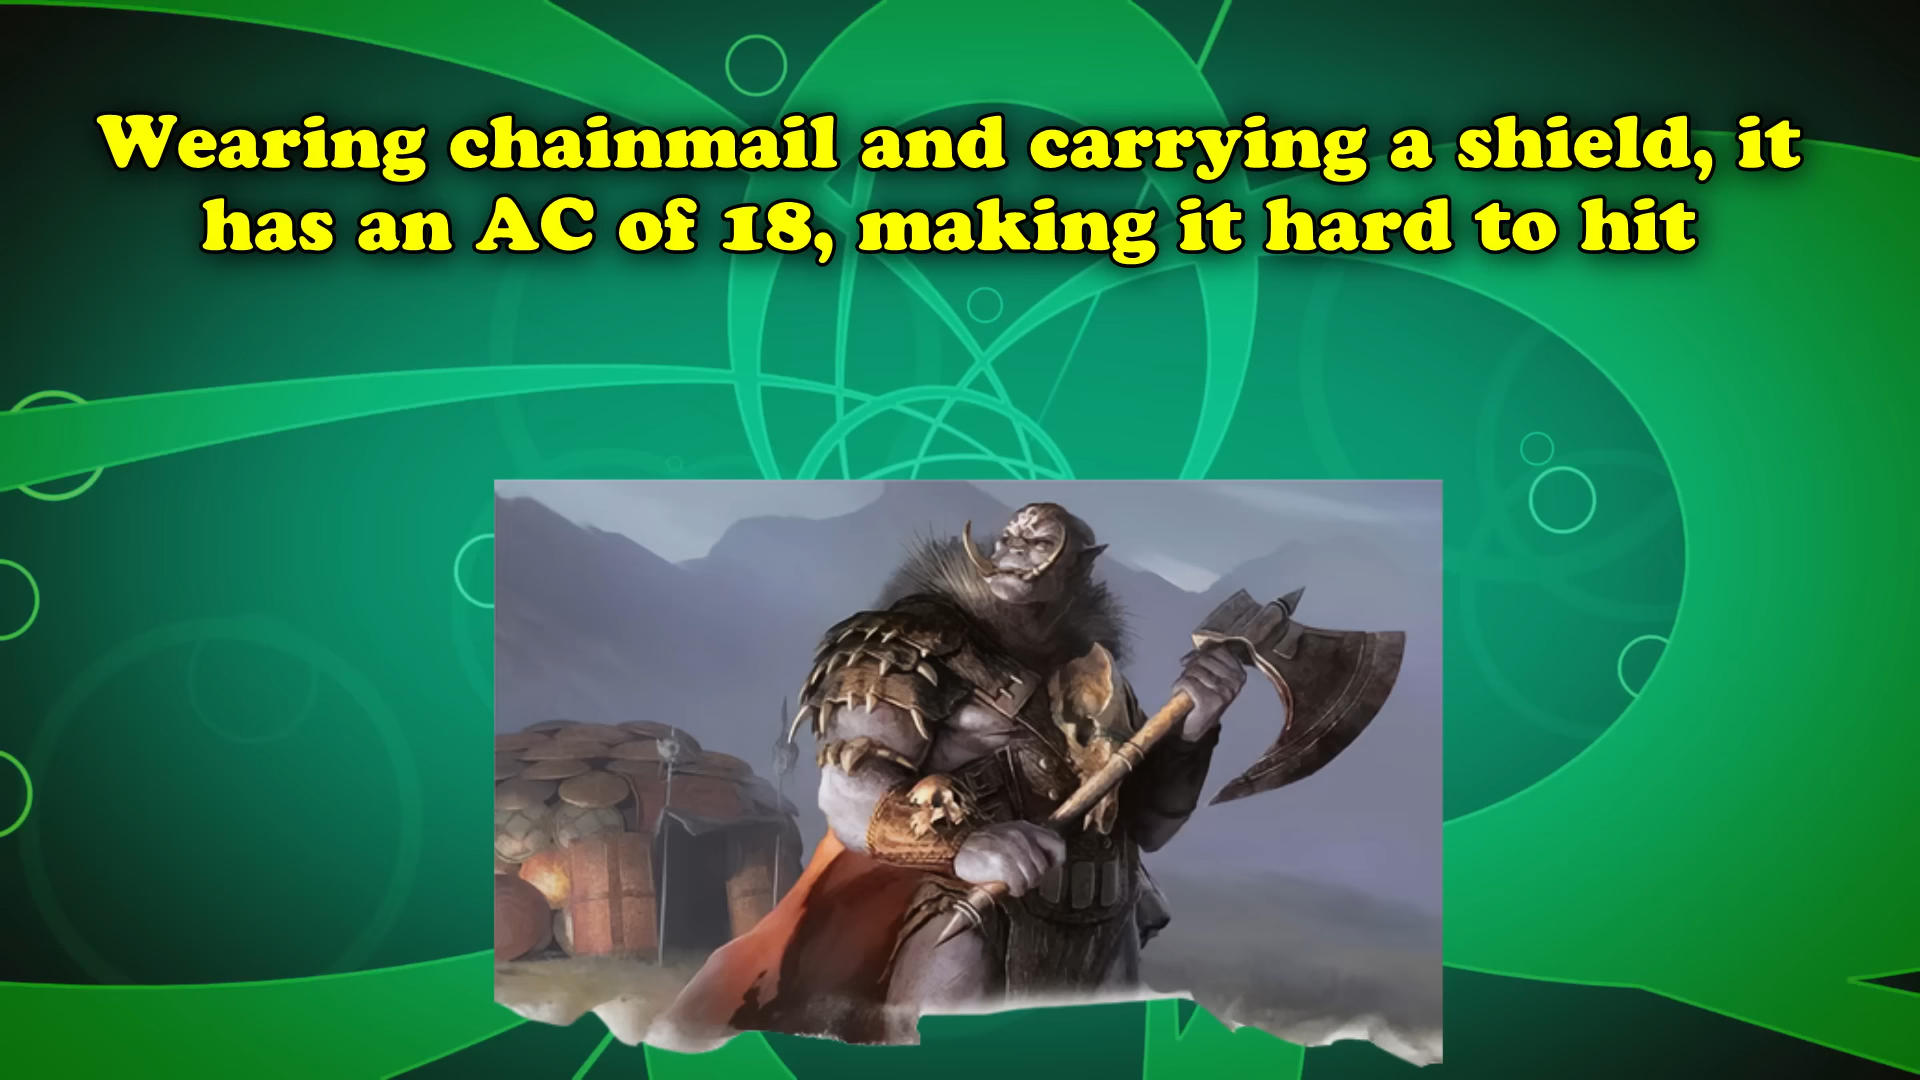 Wearing chainmail and carrying a shield, it
has an AC of 18, making it hard to hit